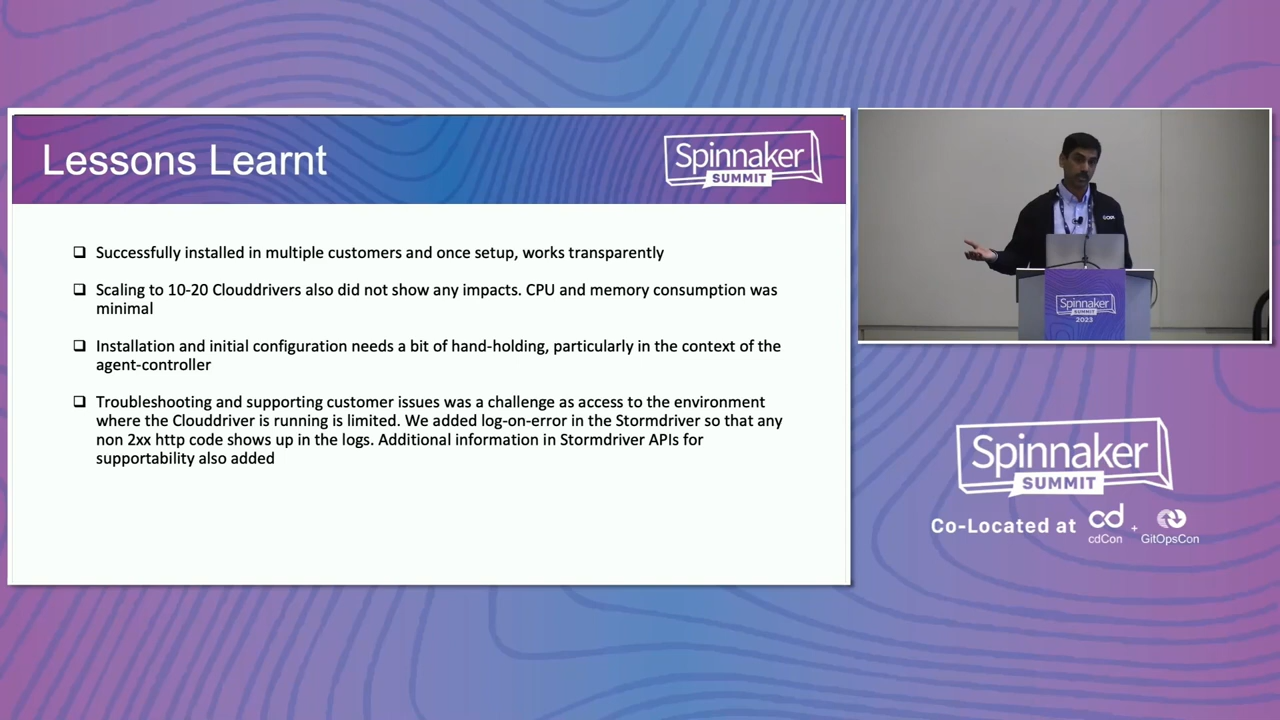 Lessons Learnt
Spinnaker
SUMMIT
❑ Successfully installed in multiple customers and once setup, works transparently
❑ Scaling to 10-20 Clouddrivers also did not show any impacts. CPU and memory consumption was
minimal
❑ Installation and initial configuration needs a bit of hand-holding, particularly in the context of the
agent-controller
❑ Troubleshooting and supporting customer issues was a challenge as access to the environment
where the Clouddriver is running is limited. We added log-on-error in the Stormdriver so that any
non 2xx http code shows up in the logs. Additional information in Stormdriver APIs for
supportability also added
Spinnaker
SUMMIT
2023
Spinnaker
SUMMIT
Co-Located at cd + 
cdCon GitOpsCon